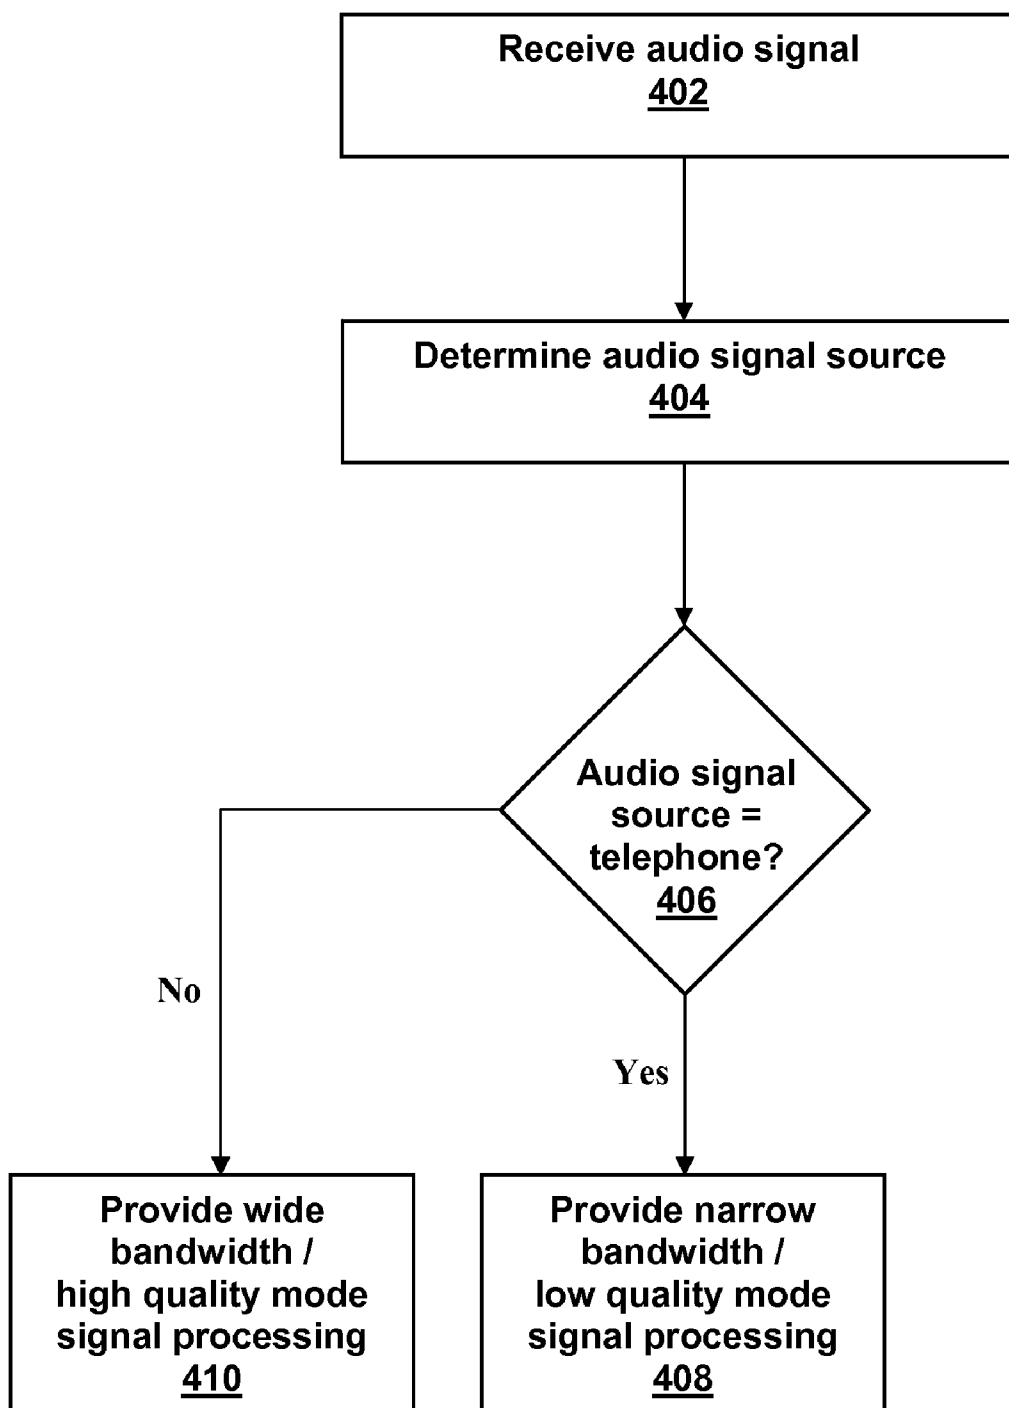 Receive audio signal
402
Determine audio signal source
404
Audio signal
source =
telephone?
406
No
Yes
Provide wide
bandwidth /
high quality mode
signal processing
410
Provide narrow
bandwidth /
low quality mode
signal processing
408